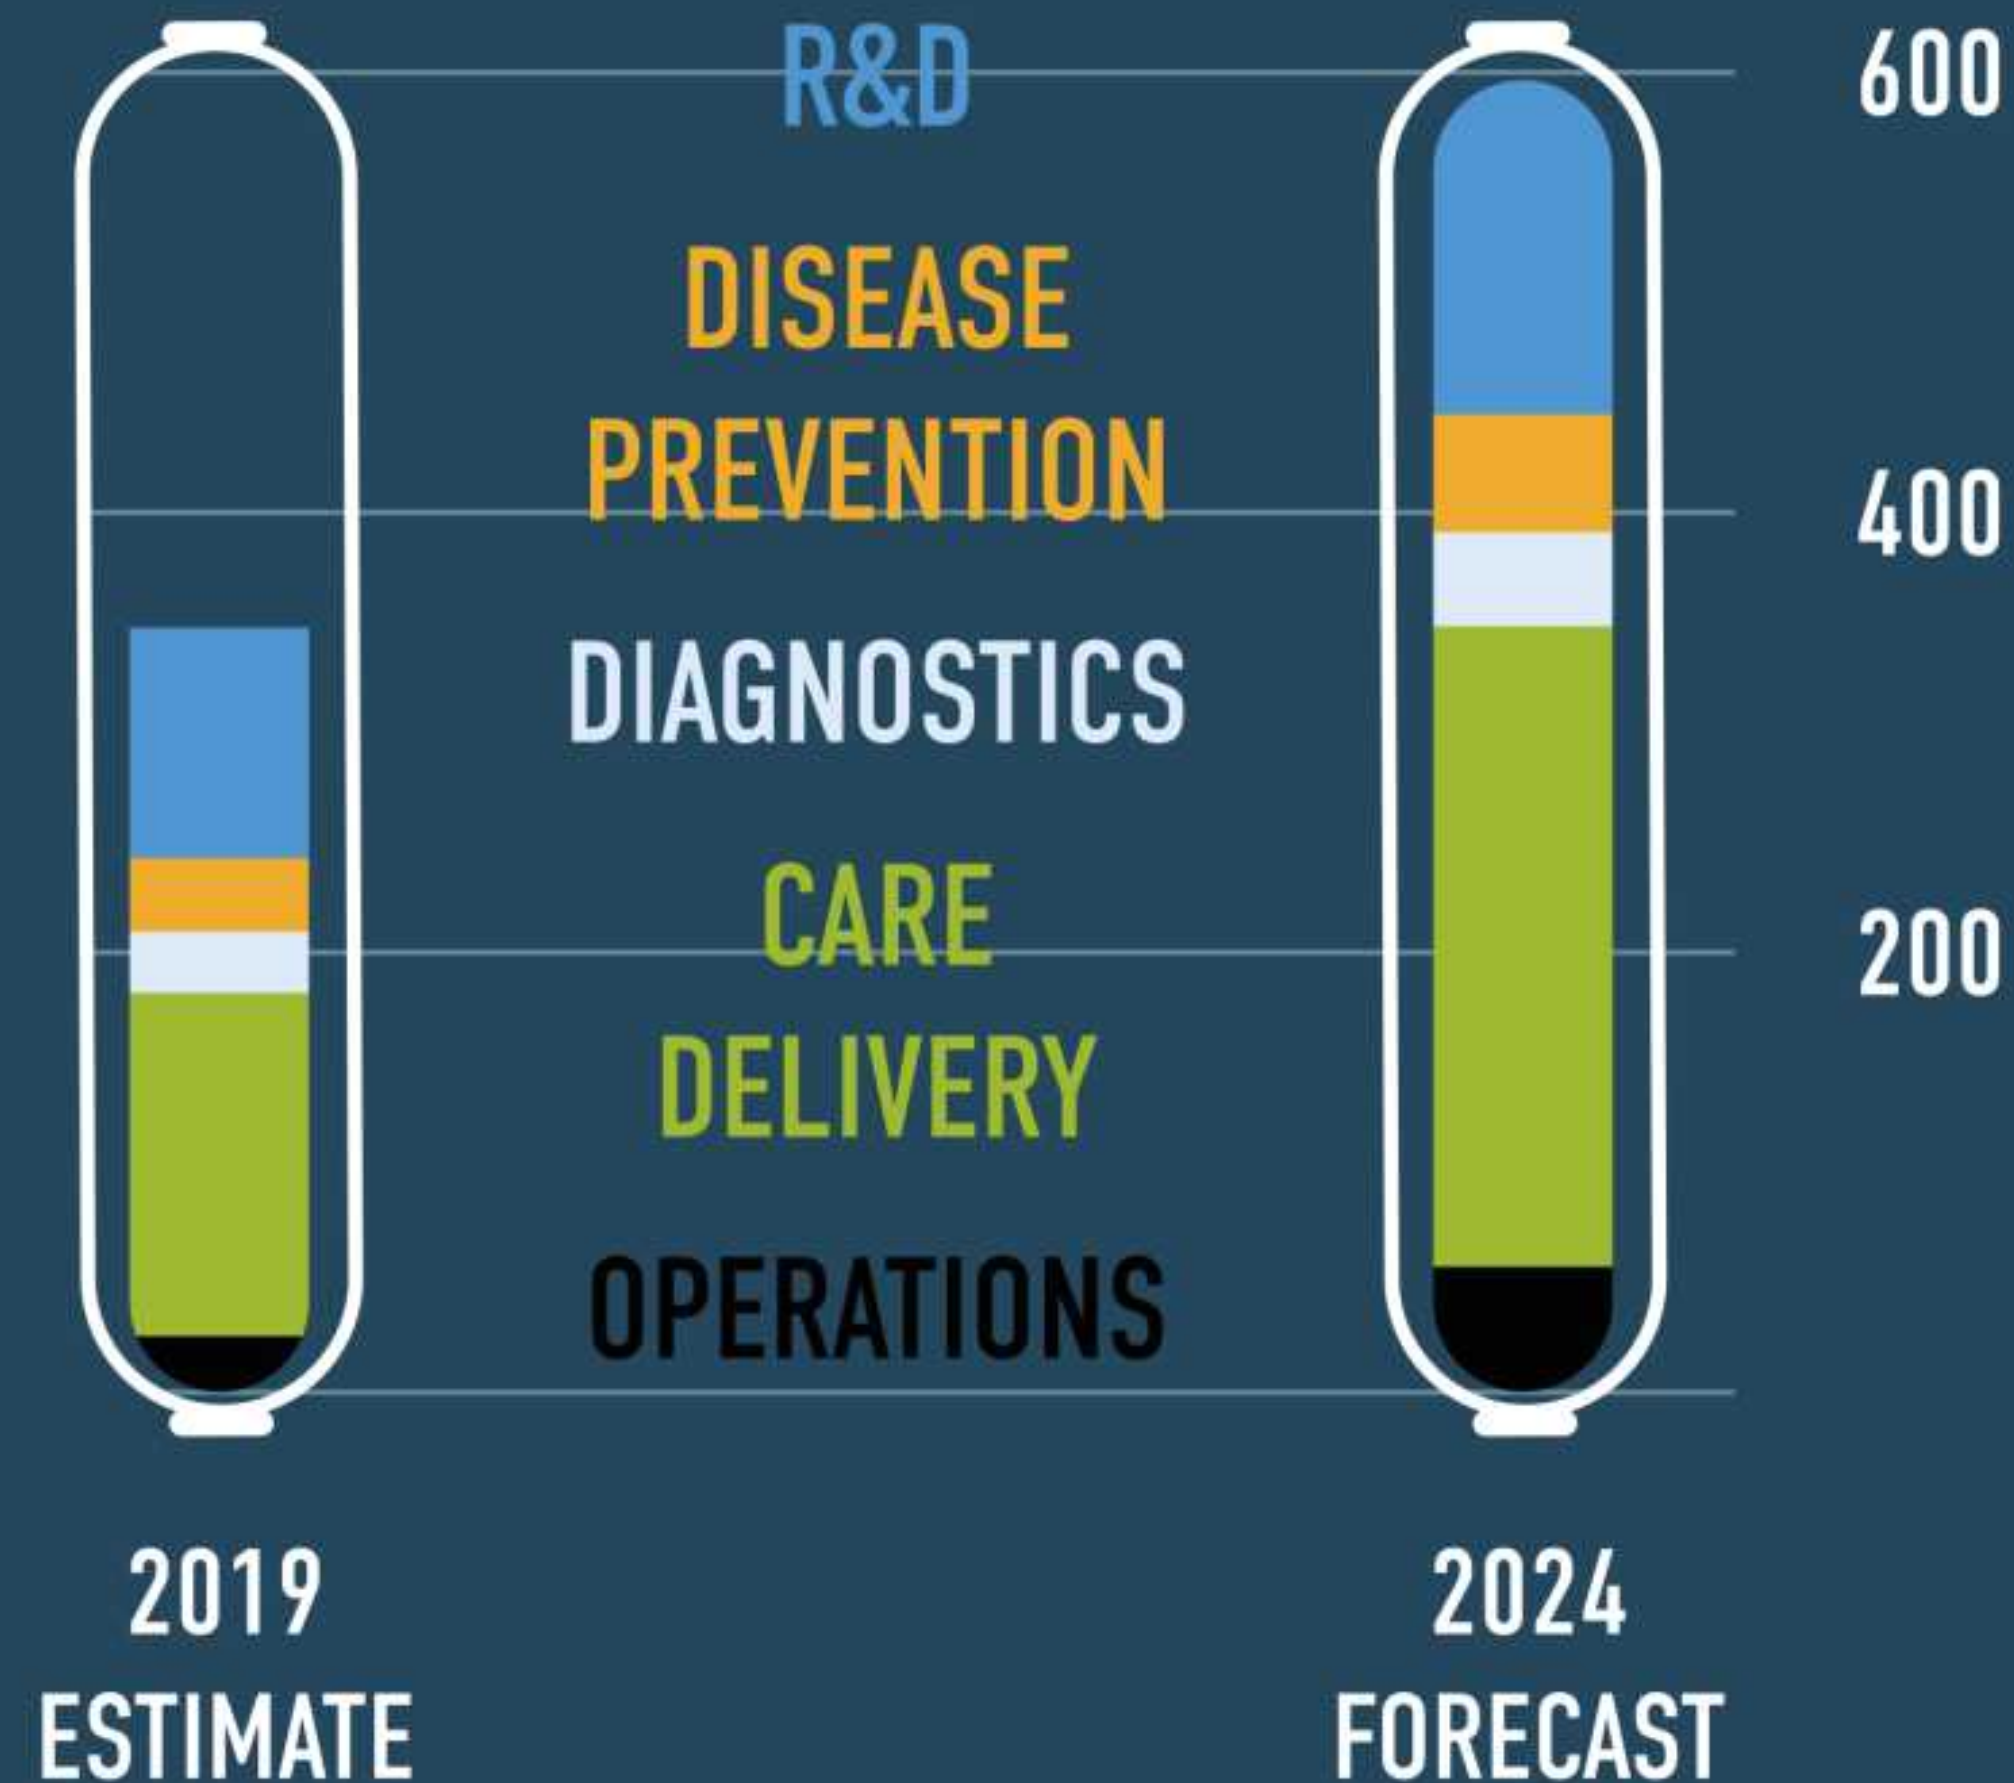 R&D
600
DISEASE
PREVENTION
400
DIAGNOSTICS
CARE
200
DELIVERY
OPERATIONS
2019
ESTIMATE
2024
FORECAST